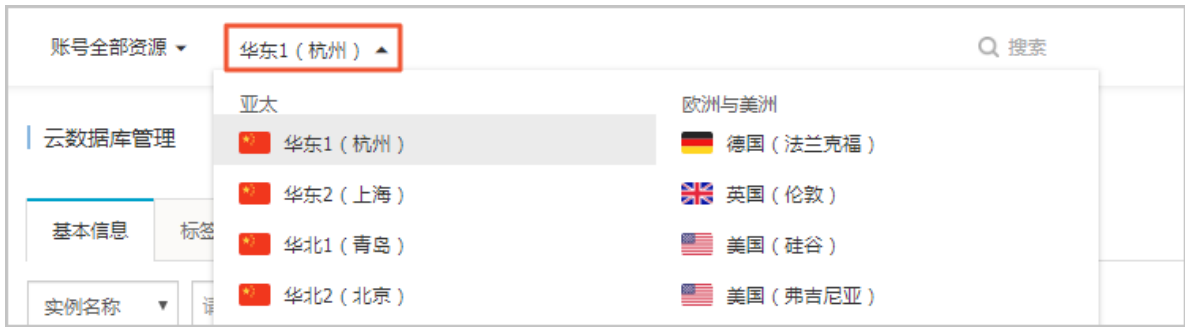 账号全部资源 华东1（杭州） 搜索
亚太 欧洲与美洲
云数据库管理
华东1（杭州） 德国（法兰克福）
华东2（上海） 英国（伦敦）
基本信息 标签
华北1（青岛） 美国（硅谷）
实例名称 请
华北2（北京） 美国（弗吉尼亚）